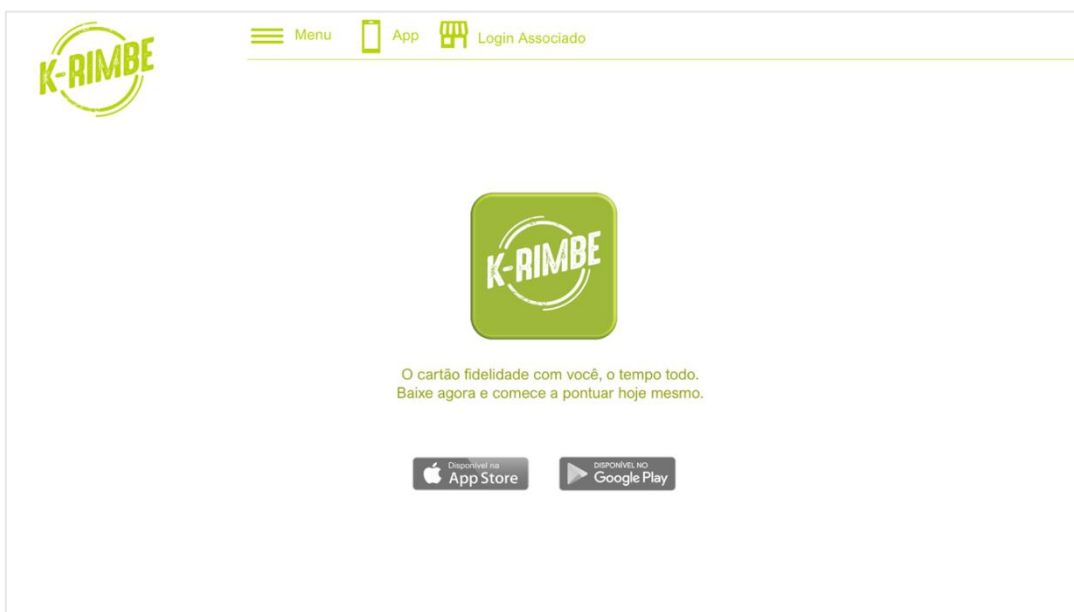 K-RIMBE
Menu
App
Login Associado
K-RIMBE
O cartão fidelidade com você, o tempo todo.
Baixe agora e comece a pontuar hoje mesmo.
Disponível na
App Store
DISPONÍVEL NO
Google Play